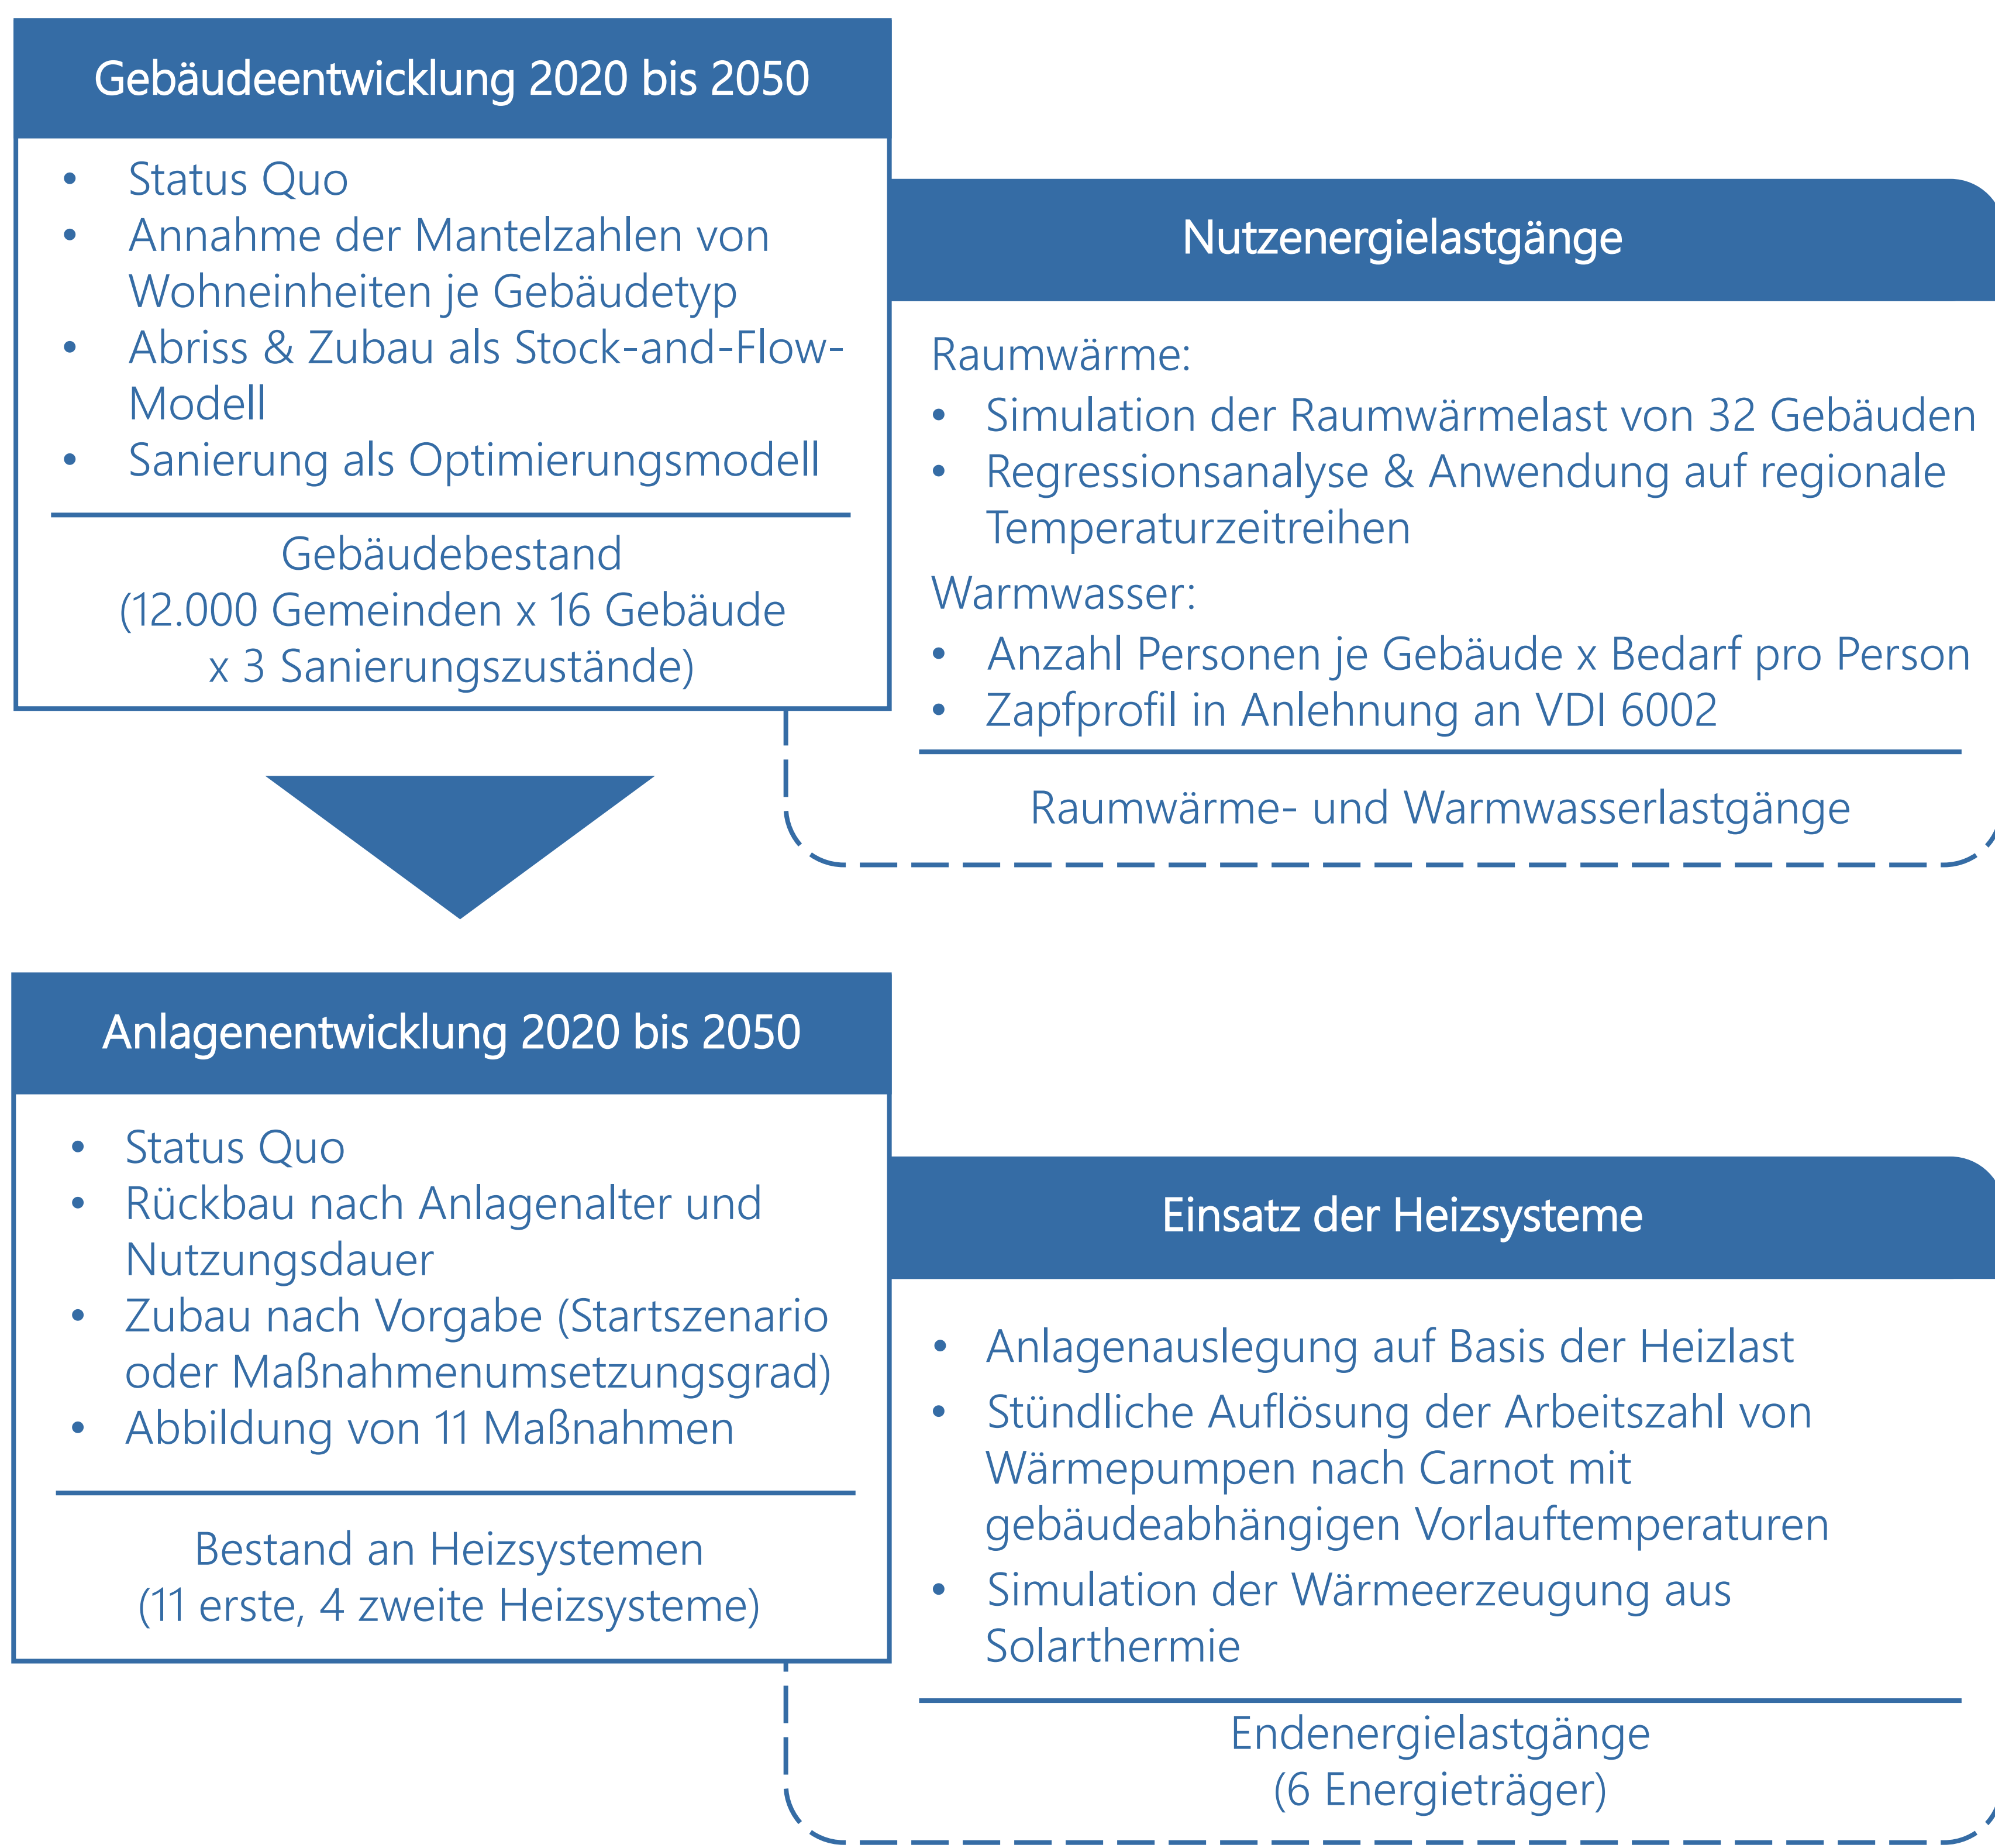 Gebäudeentwicklung 2020 bis 2050
• Status Quo
• Annahme der Mantelzahlen von
Wohneinheiten je Gebäudetyp
• Abriss & Zubau als Stock-and-Flow-
Modell
• Sanierung als Optimierungsmodell
Gebäudebestand
(12.000 Gemeinden x 16 Gebäude
x 3 Sanierungszustände)
Nutzenergielastgänge
Raumwärme:
• Simulation der Raumwärmelast von 32 Gebäuden
• Regressionsanalyse & Anwendung auf regionale
Temperaturzeitreihen
Warmwasser:
• Anzahl Personen je Gebäude x Bedarf pro Person
• Zapfprofil in Anlehnung an VDI 6002
Raumwärme- und Warmwasserlastgänge
Anlagenentwicklung 2020 bis 2050
• Status Quo
• Rückbau nach Anlagenalter und
Nutzungsdauer
• Zubau nach Vorgabe (Startszenario
oder Maßnahmenumsetzungsgrad)
• Abbildung von 11 Maßnahmen
Bestand an Heizsystemen
(11 erste, 4 zweite Heizsysteme)
Einsatz der Heizsysteme
• Anlagenauslegung auf Basis der Heizlast
• Stündliche Auflösung der Arbeitszahl von
Wärmepumpen nach Carnot mit
gebäudeabhängigen Vorlauftemperaturen
• Simulation der Wärmeerzeugung aus
Solarthermie
Endenergielastgänge
(6 Energieträger)